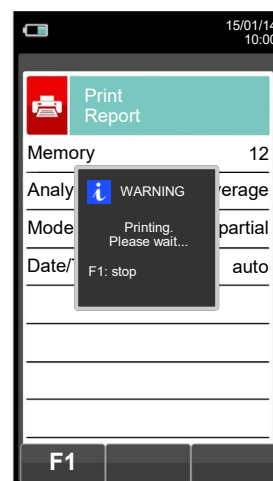 15/01/14
10:00
Print
Report
Memory 12
Analy verage
Mode partial
Date/ auto
WARNING
Printing.
Please wait...
F1: stop
F1